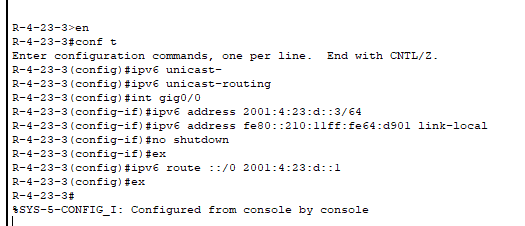 R-4-23-3>en
R-4-23-3#conf t
Enter configuration commands, one per line.  End with CNTL/Z.
R-4-23-3(config)#ipv6 unicast-
R-4-23-3(config)#ipv6 unicast-routing
R-4-23-3(config)#int gig0/0
R-4-23-3(config-if)#ipv6 address 2001:4:23:d::3/64
R-4-23-3(config-if)#ipv6 address fe80::210:11ff:fe64:d901 link-local
R-4-23-3(config-if)#no shutdown
R-4-23-3(config-if)#ex
R-4-23-3(config)#ipv6 route ::/0 2001:4:23:d::1
R-4-23-3(config)#ex
R-4-23-3#
%SYS-5-CONFIG_I: Configured from console by console